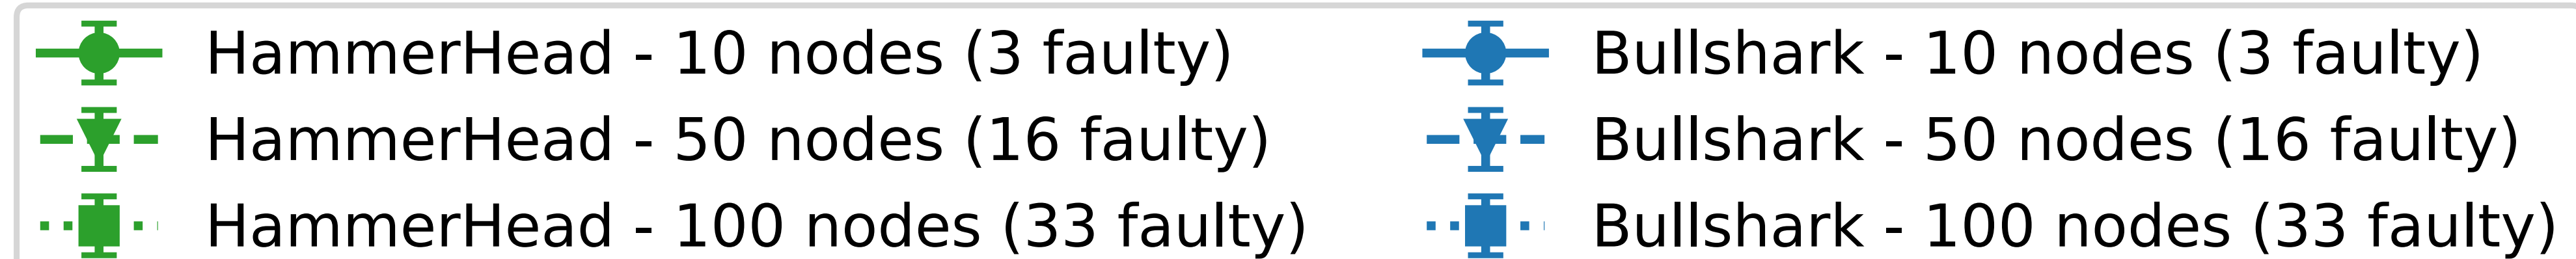 HammerHead - 10 nodes (3 faulty)
HammerHead - 50 nodes (16 faulty)
HammerHead - 100 nodes (33 faulty)
Bullshark - 10 nodes (3 faulty)
Bullshark - 50 nodes (16 faulty)
Bullshark - 100 nodes (33 faulty)